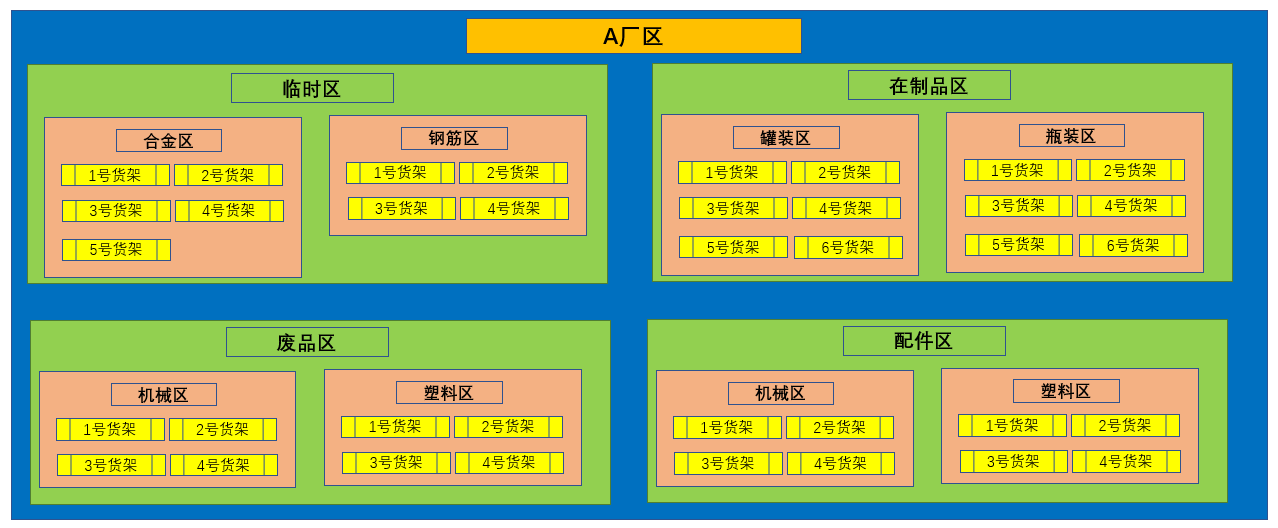 A厂区
临时区
合金区
1号货架 2号货架
3号货架 4号货架
5号货架
钢筋区
1号货架 2号货架
3号货架 4号货架
在制品区
罐装区
1号货架 2号货架
3号货架 4号货架
5号货架 6号货架
瓶装区
1号货架 2号货架
3号货架 4号货架
5号货架 6号货架
废品区
机械区
1号货架 2号货架
3号货架 4号货架
塑料区
1号货架 2号货架
3号货架 4号货架
配件区
机械区
1号货架 2号货架
3号货架 4号货架
塑料区
1号货架 2号货架
3号货架 4号货架